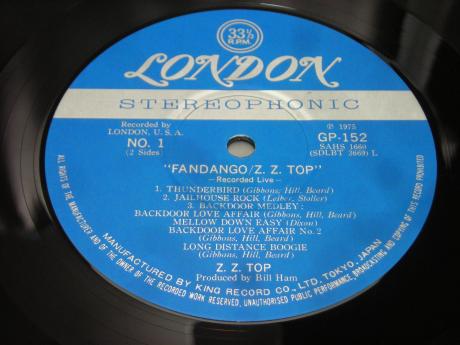 33⅓
R.P.M.
LONDON
STEREOPHONIC
Recorded by
LONDON, U.S.A.
NO. 1
(2 Sides)
℗ 1975
GP-152
SAHS 1660
(SDLBT 3669) L
"FANDANGO/Z. Z. TOP"
—Recorded Live—
1. THUNDERBIRD (Gibbons, Hill, Beard)
2. JAILHOUSE ROCK (Leiber, Stoller)
3. BACKDOOR MEDLEY:
BACKDOOR LOVE AFFAIR (Gibbons, Hill, Beard)
MELLOW DOWN EASY (Dixon)
BACKDOOR LOVE AFFAIR No. 2
(Gibbons, Hill, Beard)
LONG DISTANCE BOOGIE
(Gibbons, Hill, Beard)
Z. Z. TOP
Produced by Bill Ham
MANUFACTURED BY KING RECORD CO., LTD. TOKYO, JAPAN
ALL RIGHTS OF THE MANUFACTURER AND OF THE OWNER OF THE RECORDED WORK RESERVED, UNAUTHORISED PUBLIC PERFORMANCE, BROADCASTING AND COPYING OF THIS RECORD PROHIBITED